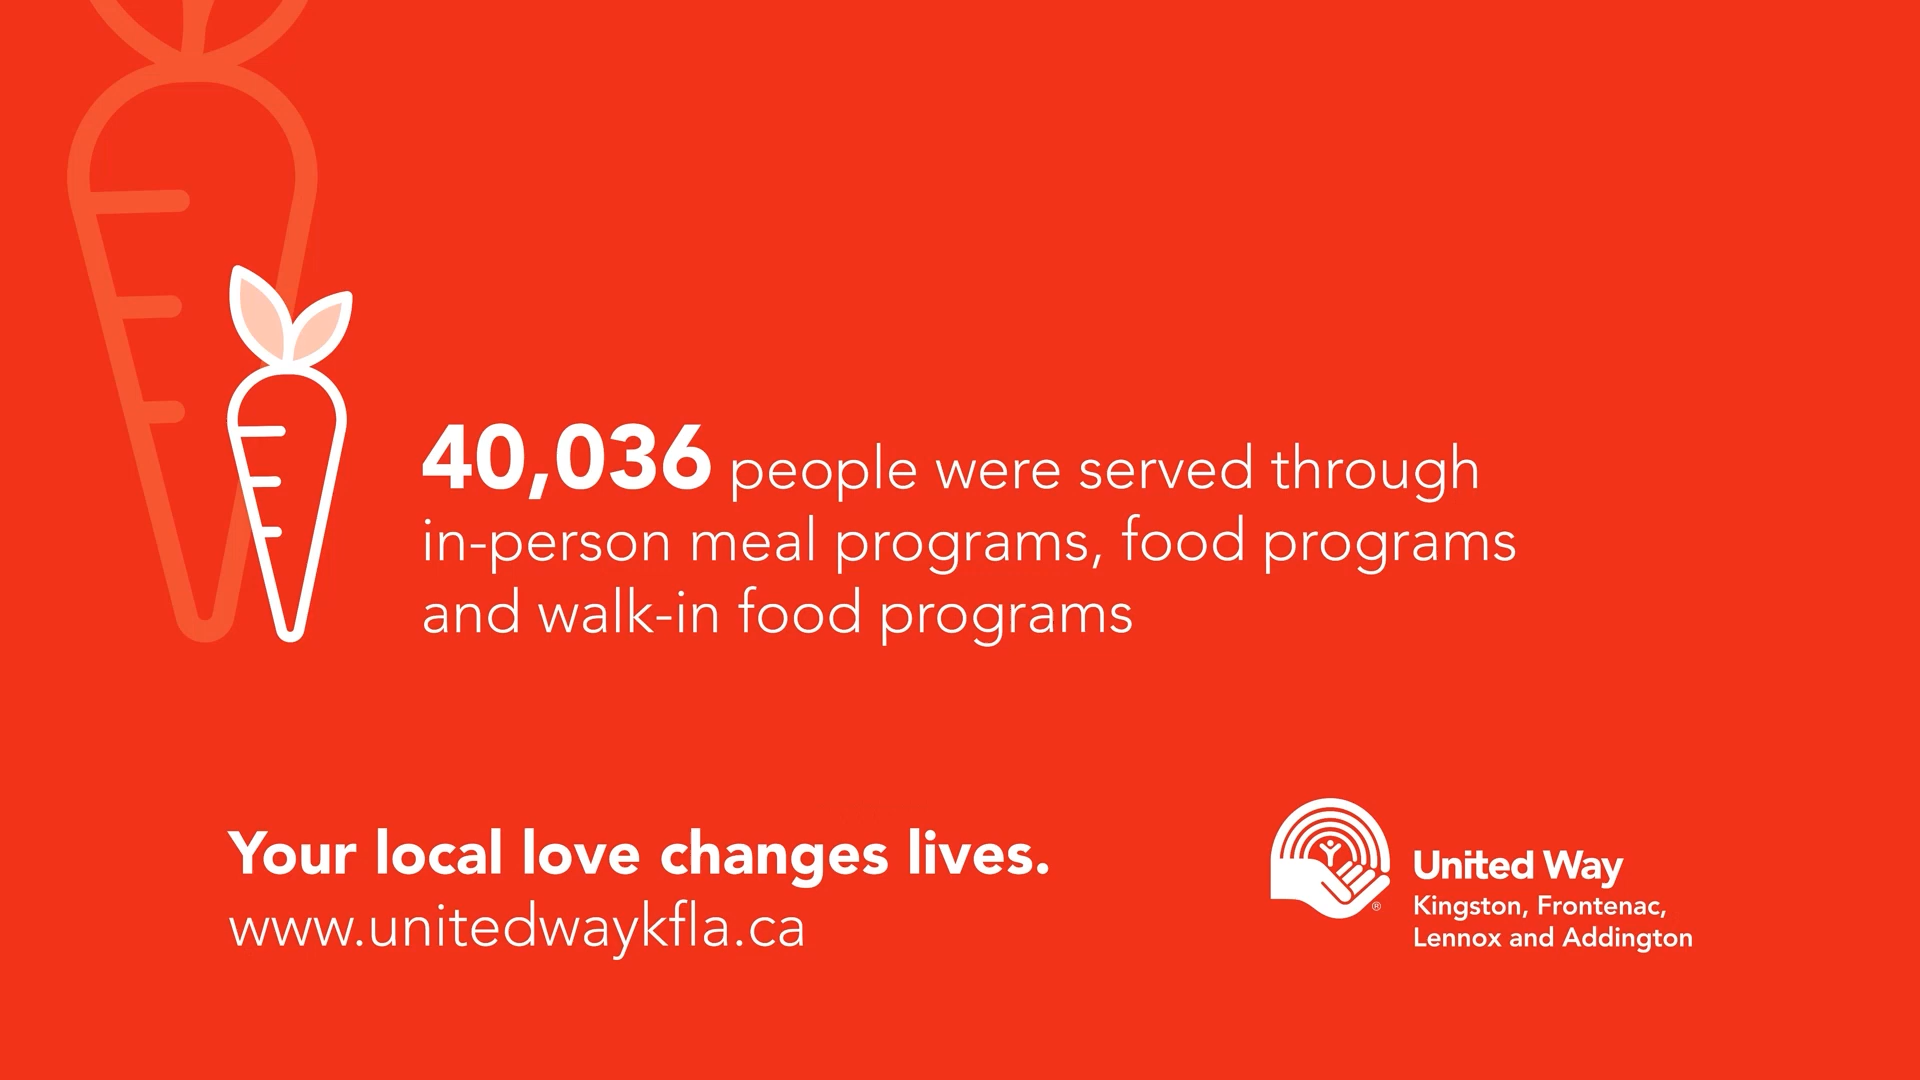 40,036 people were served through
in-person meal programs, food programs
and walk-in food programs
Your local love changes lives.
www.unitedwaykfla.ca
United Way
Kingston, Frontenac,
Lennox and Addington
®